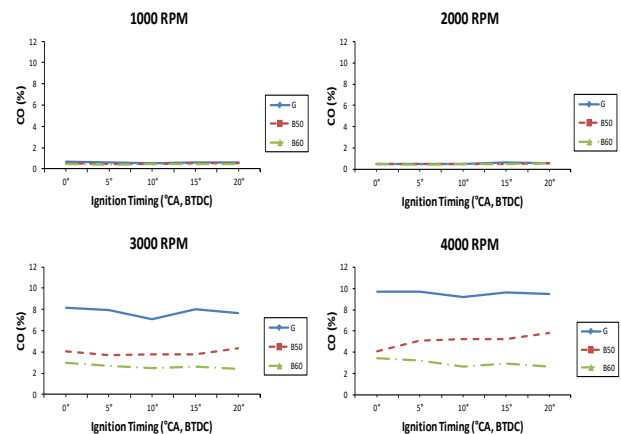 1000 RPM
CO (%)
12
10
8
6
4
2
0
0° 5° 10° 15° 20°
Ignition Timing (°CA, BTDC)
G
B50
B60
2000 RPM
CO (%)
12
10
8
6
4
2
0
0° 5° 10° 15° 20°
Ignition Timing (°CA, BTDC)
G
B50
B60
3000 RPM
CO (%)
12
10
8
6
4
2
0
0° 5° 10° 15° 20°
Ignition Timing (°CA, BTDC)
G
B50
B60
4000 RPM
CO (%)
12
10
8
6
4
2
0
0° 5° 10° 15° 20°
Ignition Timing (°CA, BTDC)
G
B50
B60